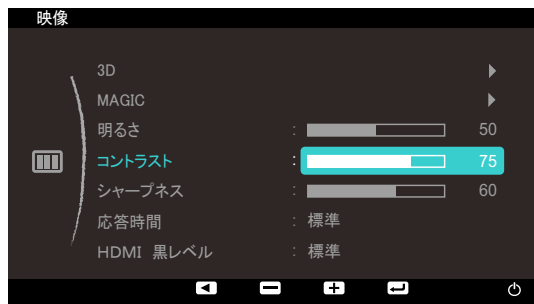 映像
3D
MAGIC
明るさ : 50
コントラスト : 75
シャープネス : 60
応答時間 : 標準
HDMI 黒レベル : 標準